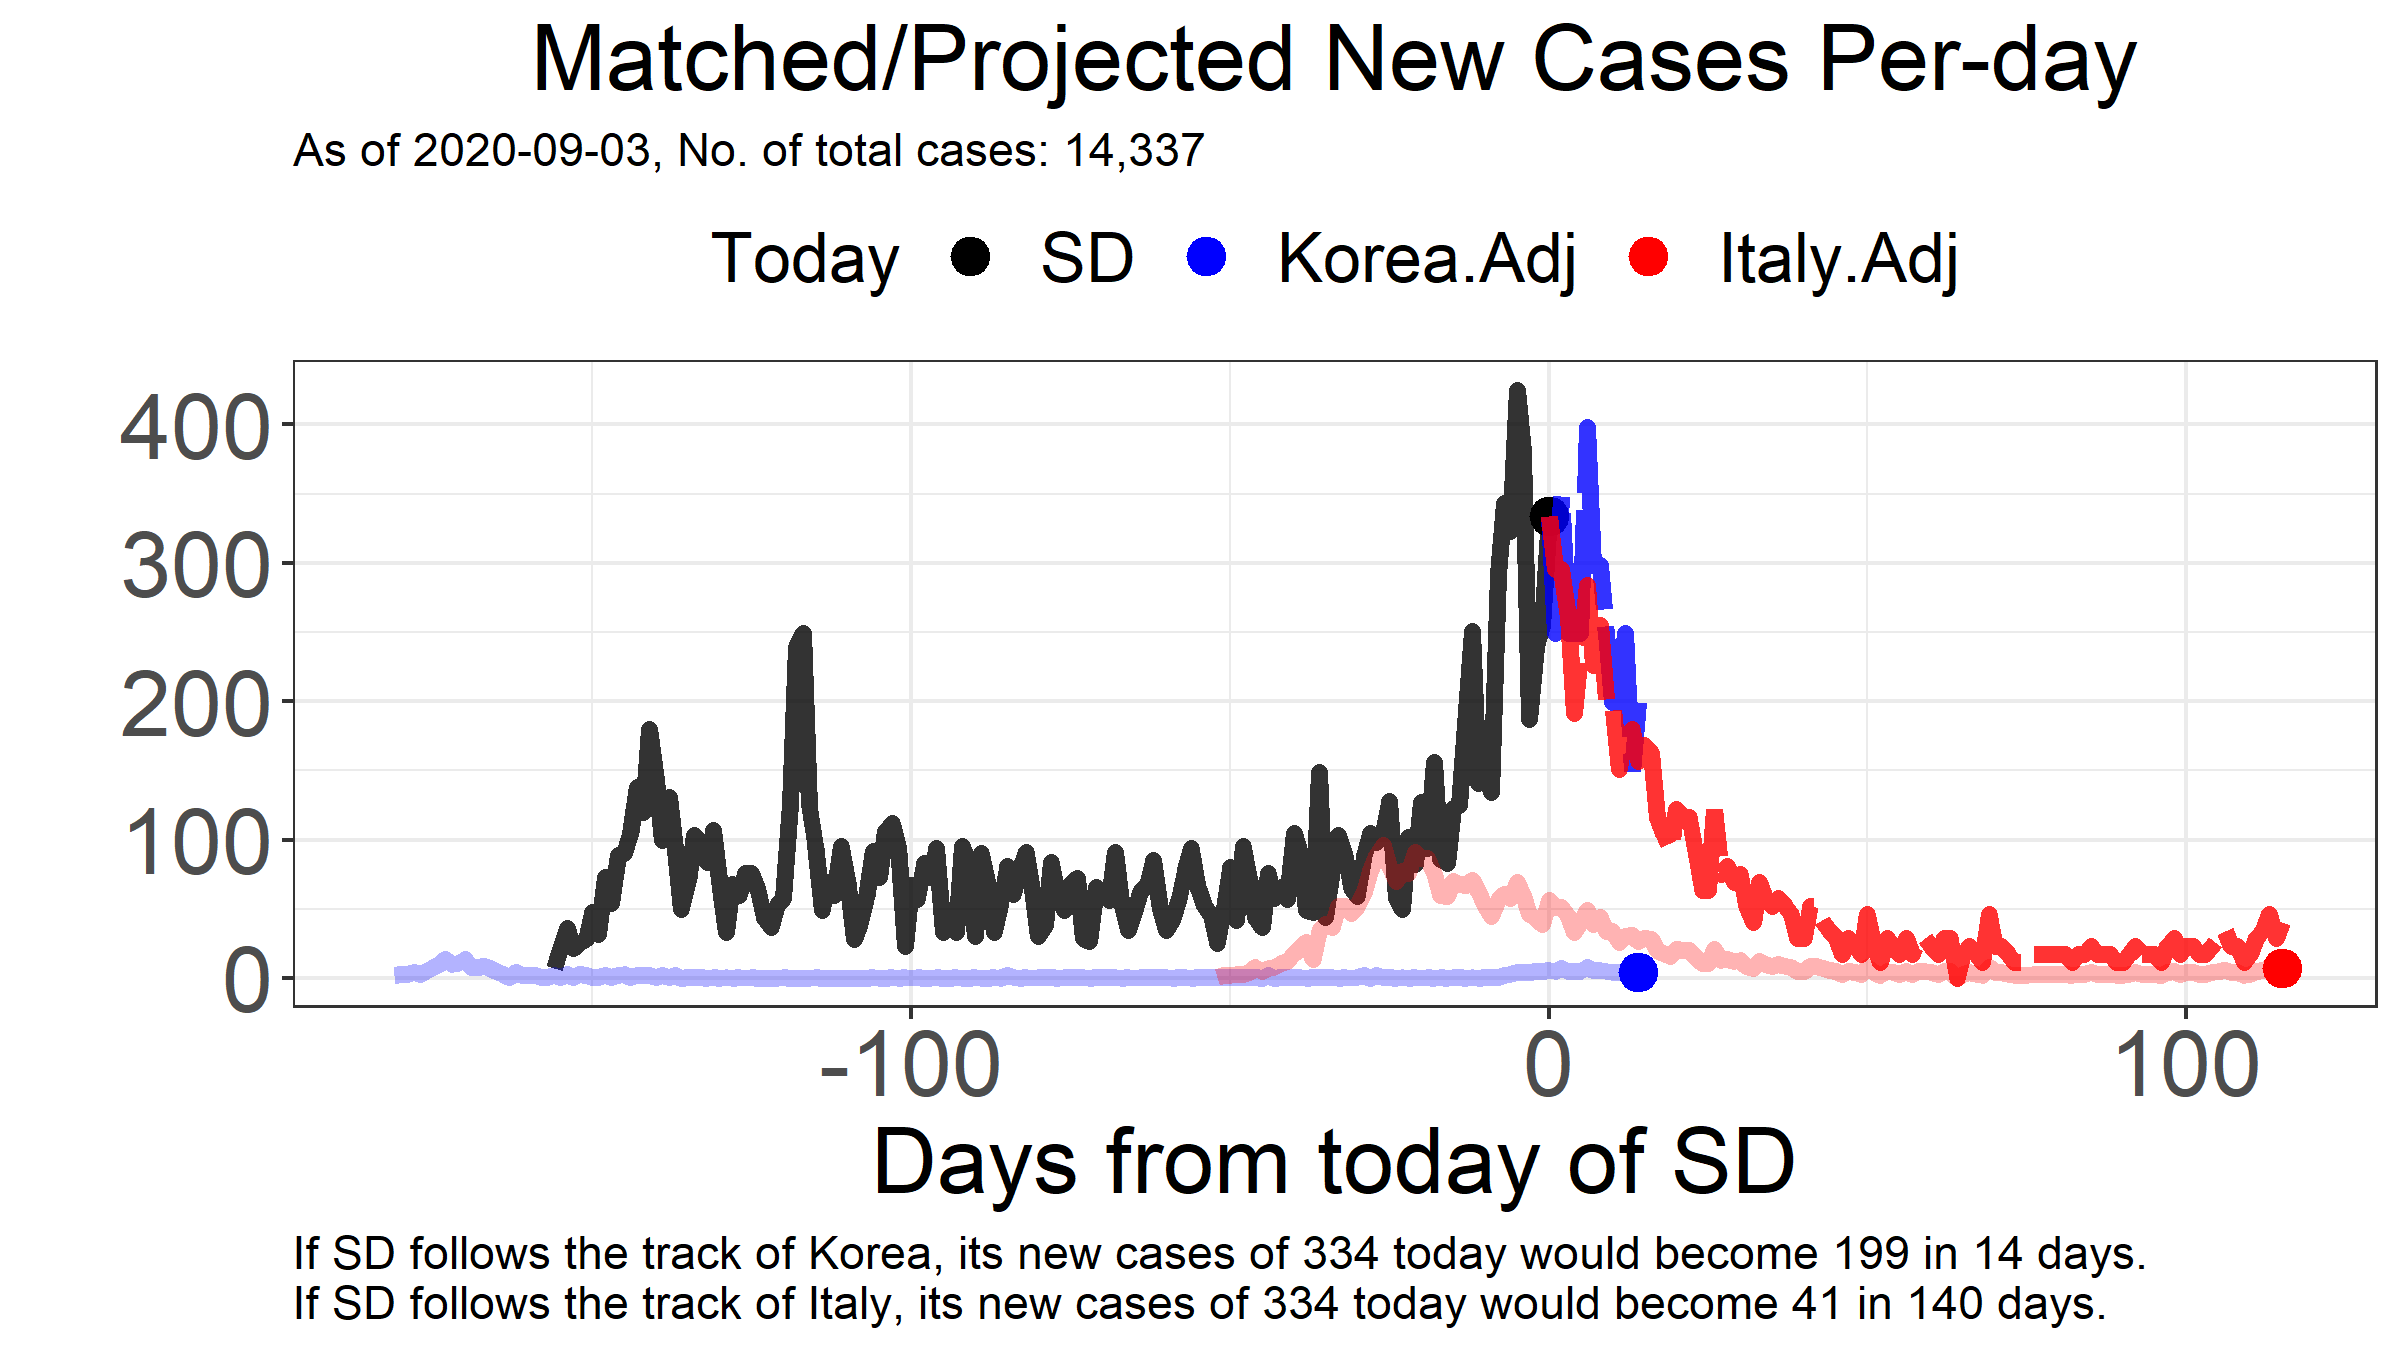 Matched/Projected New Cases Per-day
As of 2020-09-03, No. of total cases: 14,337
Today SD Korea.Adj Italy.Adj
400
300
200
100
0
-100 0 100
Days from today of SD
If SD follows the track of Korea, its new cases of 334 today would become 199 in 14 days.
If SD follows the track of Italy, its new cases of 334 today would become 41 in 140 days.